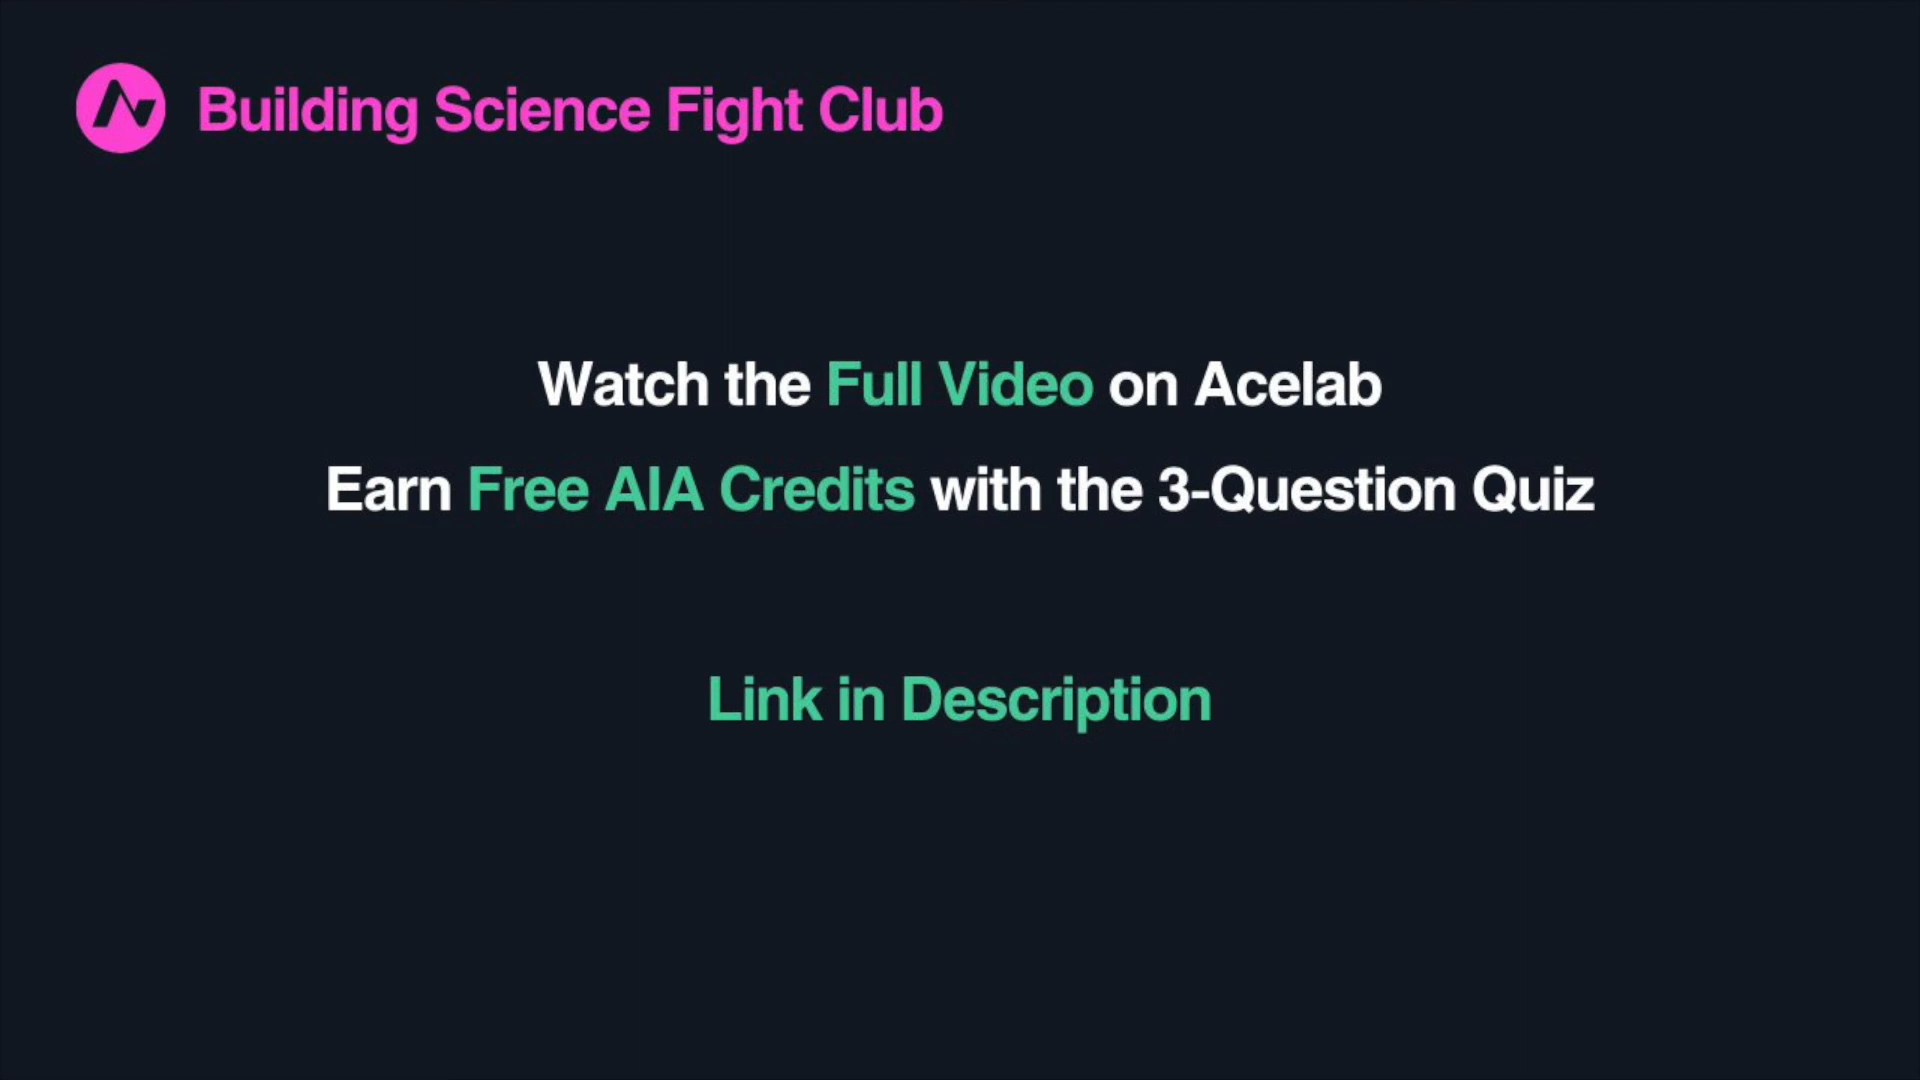 Building Science Fight Club
Watch the Full Video on Acelab
Earn Free AIA Credits with the 3-Question Quiz
Link in Description